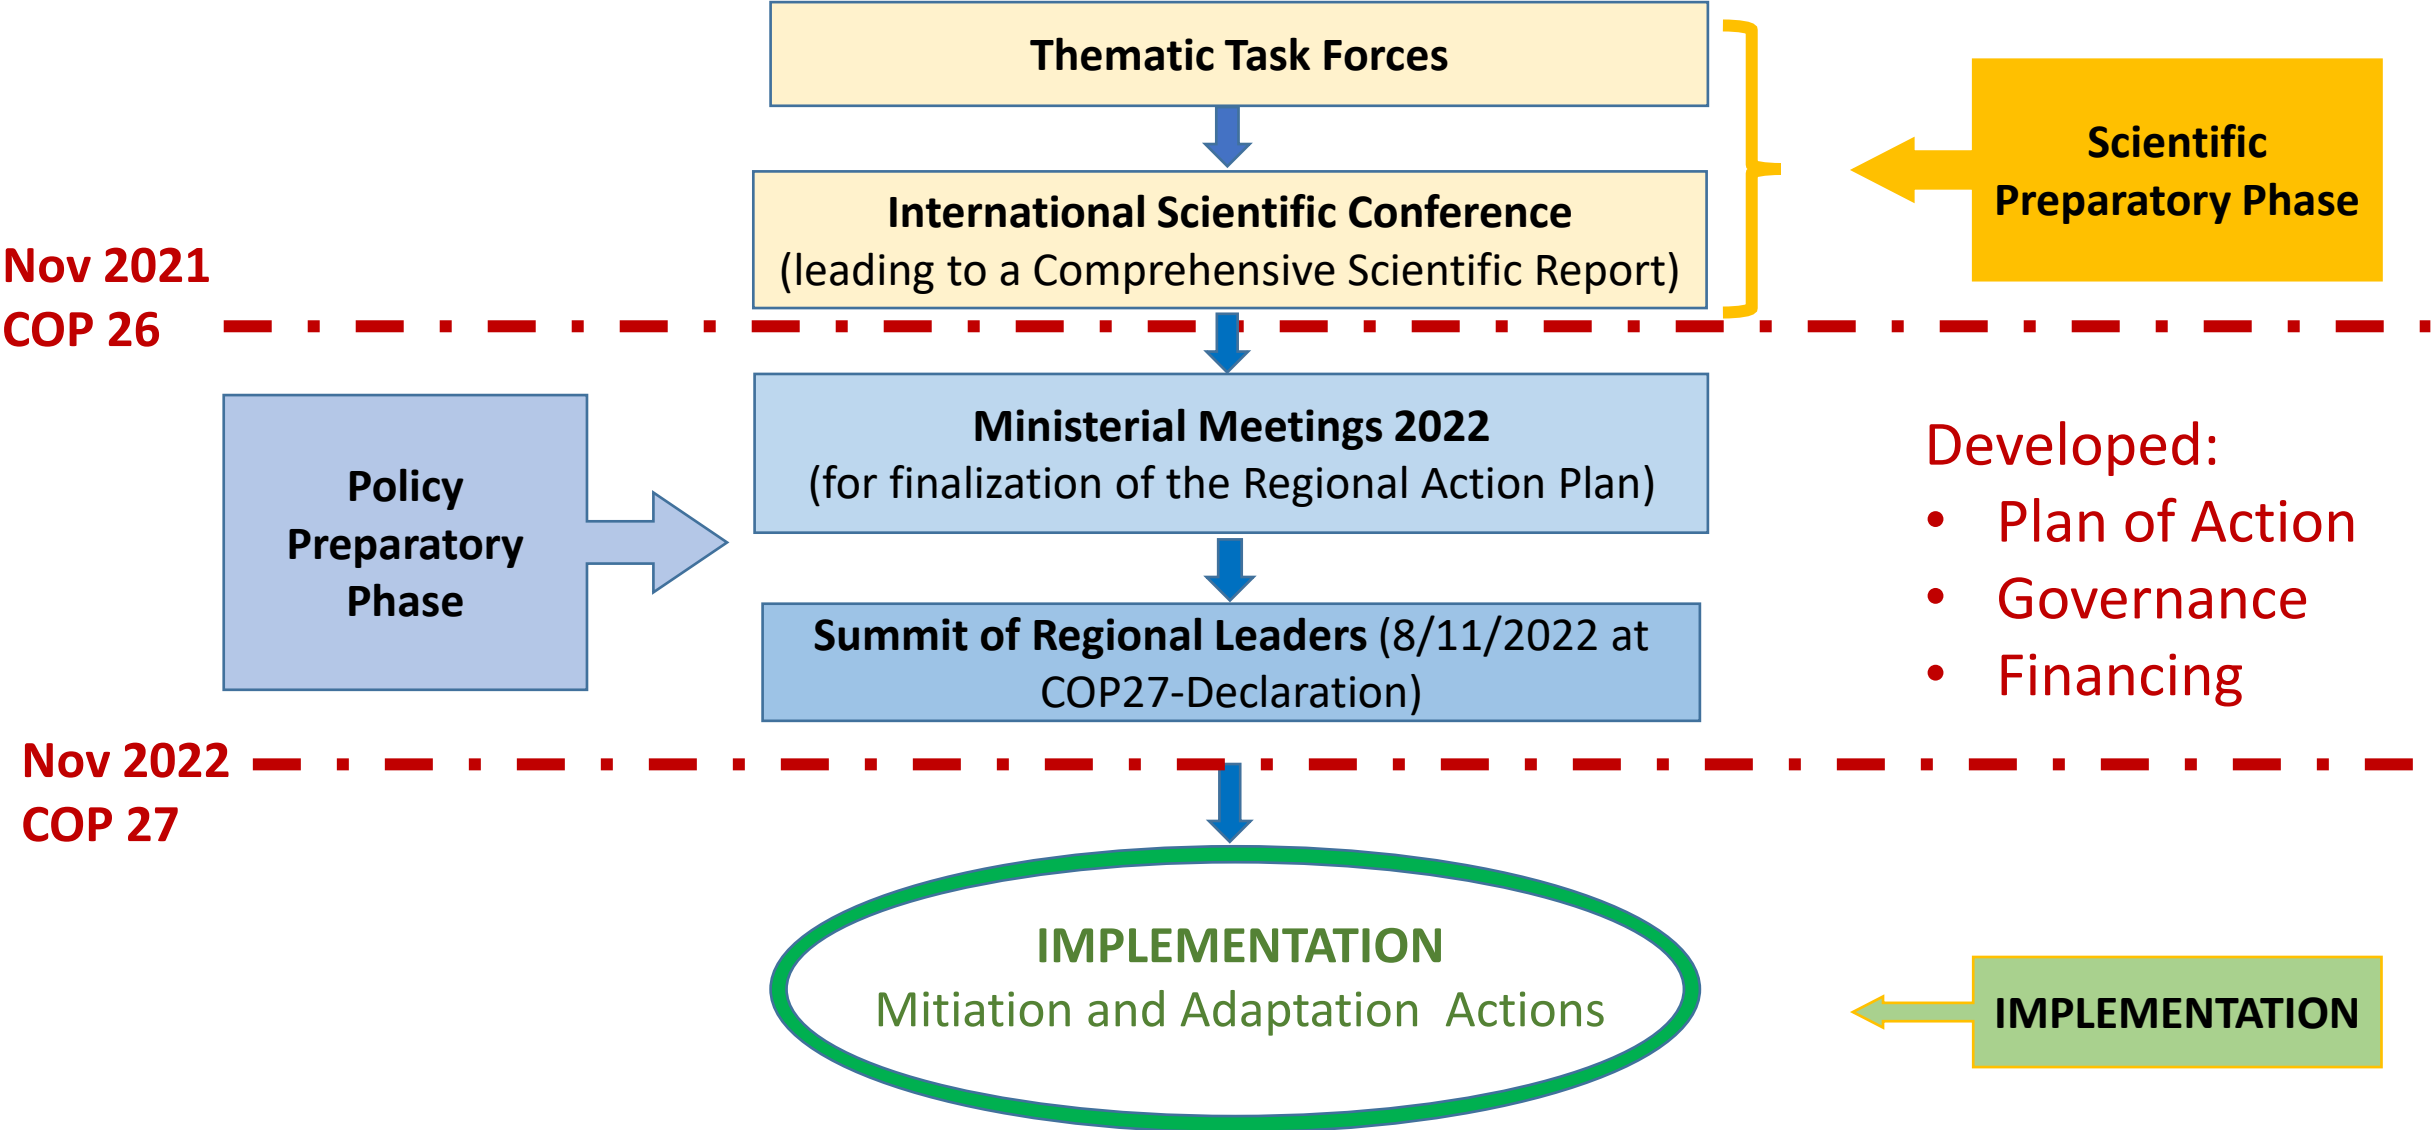 Thematic Task Forces
International Scientific Conference
(leading to a Comprehensive Scientific Report)
Scientific
Preparatory Phase
Nov 2021
COP 26
Policy
Preparatory
Phase
Ministerial Meetings 2022
(for finalization of the Regional Action Plan)
Summit of Regional Leaders (8/11/2022 at
COP27-Declaration)
Developed:
• Plan of Action
• Governance
• Financing
Nov 2022
COP 27
IMPLEMENTATION
Mitiation and Adaptation Actions
IMPLEMENTATION